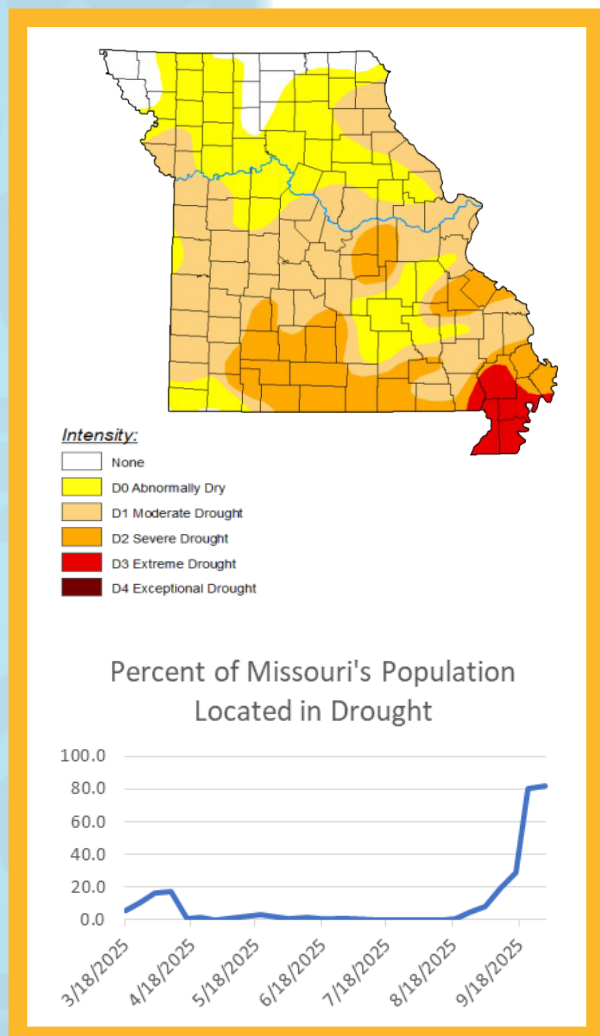 Intensity:
None
D0 Abnormally Dry
D1 Moderate Drought
D2 Severe Drought
D3 Extreme Drought
D4 Exceptional Drought
Percent of Missouri's Population
Located in Drought
100.0
80.0
60.0
40.0
20.0
0.0
3/18/2025
4/18/2025
5/18/2025
6/18/2025
7/18/2025
8/18/2025
9/18/2025